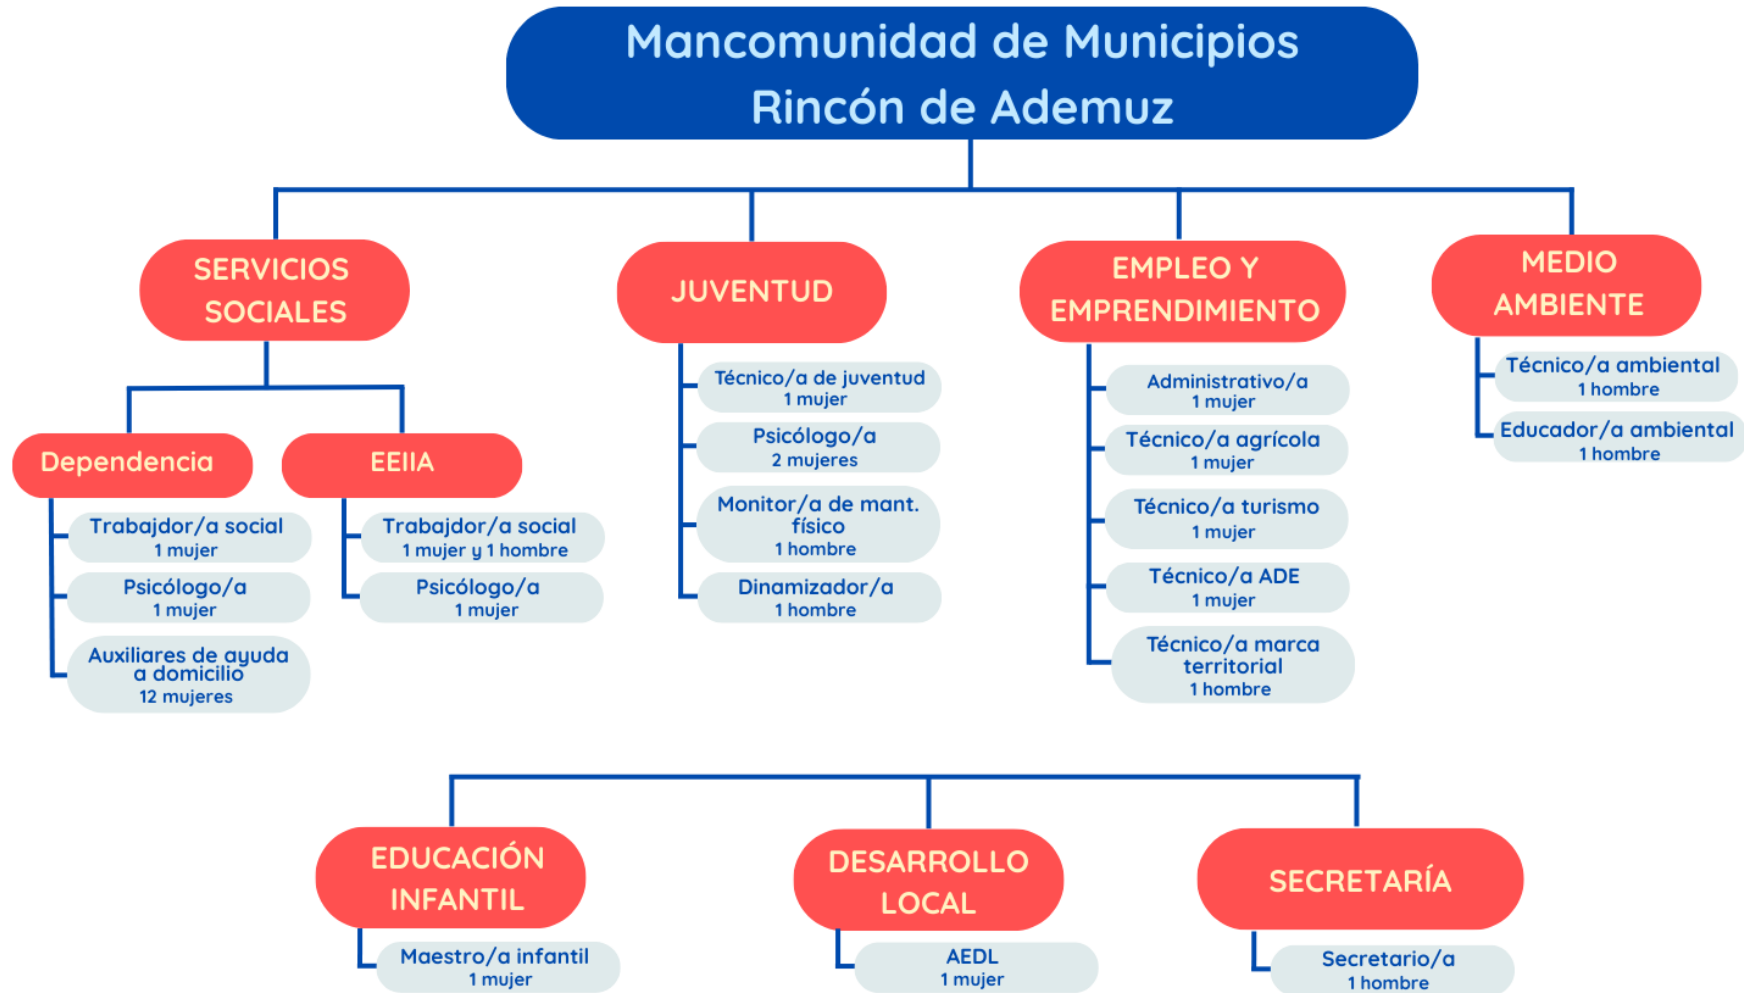 Mancomunidad de Municipios
Rincón de Ademuz
SERVICIOS
SOCIALES
Dependencia
Trabajdor/a social
1 mujer
Psicólogo/a
1 mujer
Auxiliares de ayuda
a domicilio
12 mujeres
EEIIA
Trabajdor/a social
1 mujer y 1 hombre
Psicólogo/a
1 mujer
JUVENTUD
Técnico/a de juventud
1 mujer
Psicólogo/a
2 mujeres
Monitor/a de mant.
físico
1 hombre
Dinamizador/a
1 hombre
EMPLEO Y
EMPRENDIMIENTO
Administrativo/a
1 mujer
Técnico/a agrícola
1 mujer
Técnico/a turismo
1 mujer
Técnico/a ADE
1 mujer
Técnico/a marca
territorial
1 hombre
MEDIO
AMBIENTE
Técnico/a ambiental
1 hombre
Educador/a ambiental
1 hombre
EDUCACIÓN
INFANTIL
Maestro/a infantil
1 mujer
DESARROLLO
LOCAL
AEDL
1 mujer
SECRETARÍA
Secretario/a
1 hombre